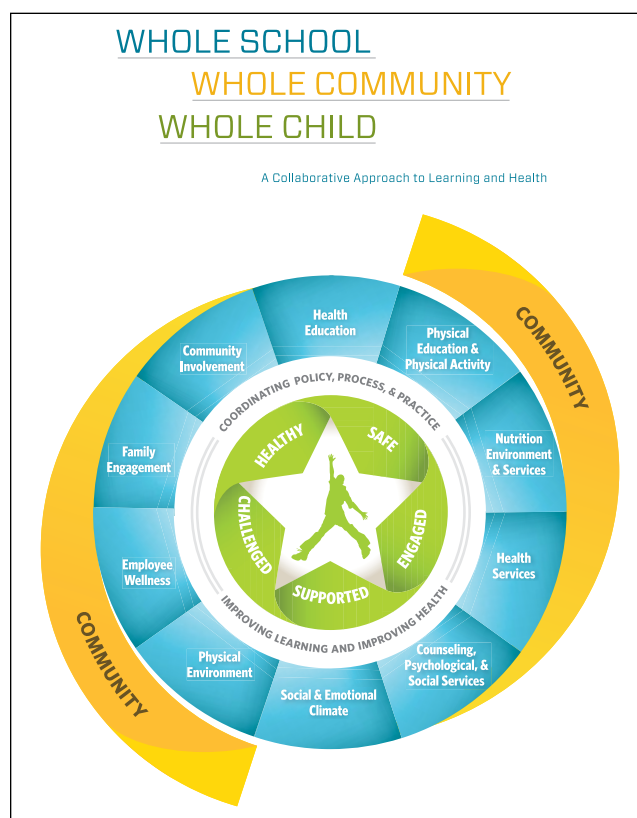 WHOLE SCHOOL
WHOLE COMMUNITY
WHOLE CHILD
A Collaborative Approach to Learning and Health
COMMUNITY
Health
Education
Physical
Education &
Physical Activity
Nutrition
Environment
& Services
Health
Services
Counseling,
Psychological, &
Social Services
Social & Emotional
Climate
Physical
Environment
Employee
Wellness
Family
Engagement
Community
Involvement
COORDINATING POLICY, PROCESS, & PRACTICE
IMPROVING LEARNING AND IMPROVING HEALTH
HEALTHY
SAFE
ENGAGED
SUPPORTED
CHALLENGED
COMMUNITY